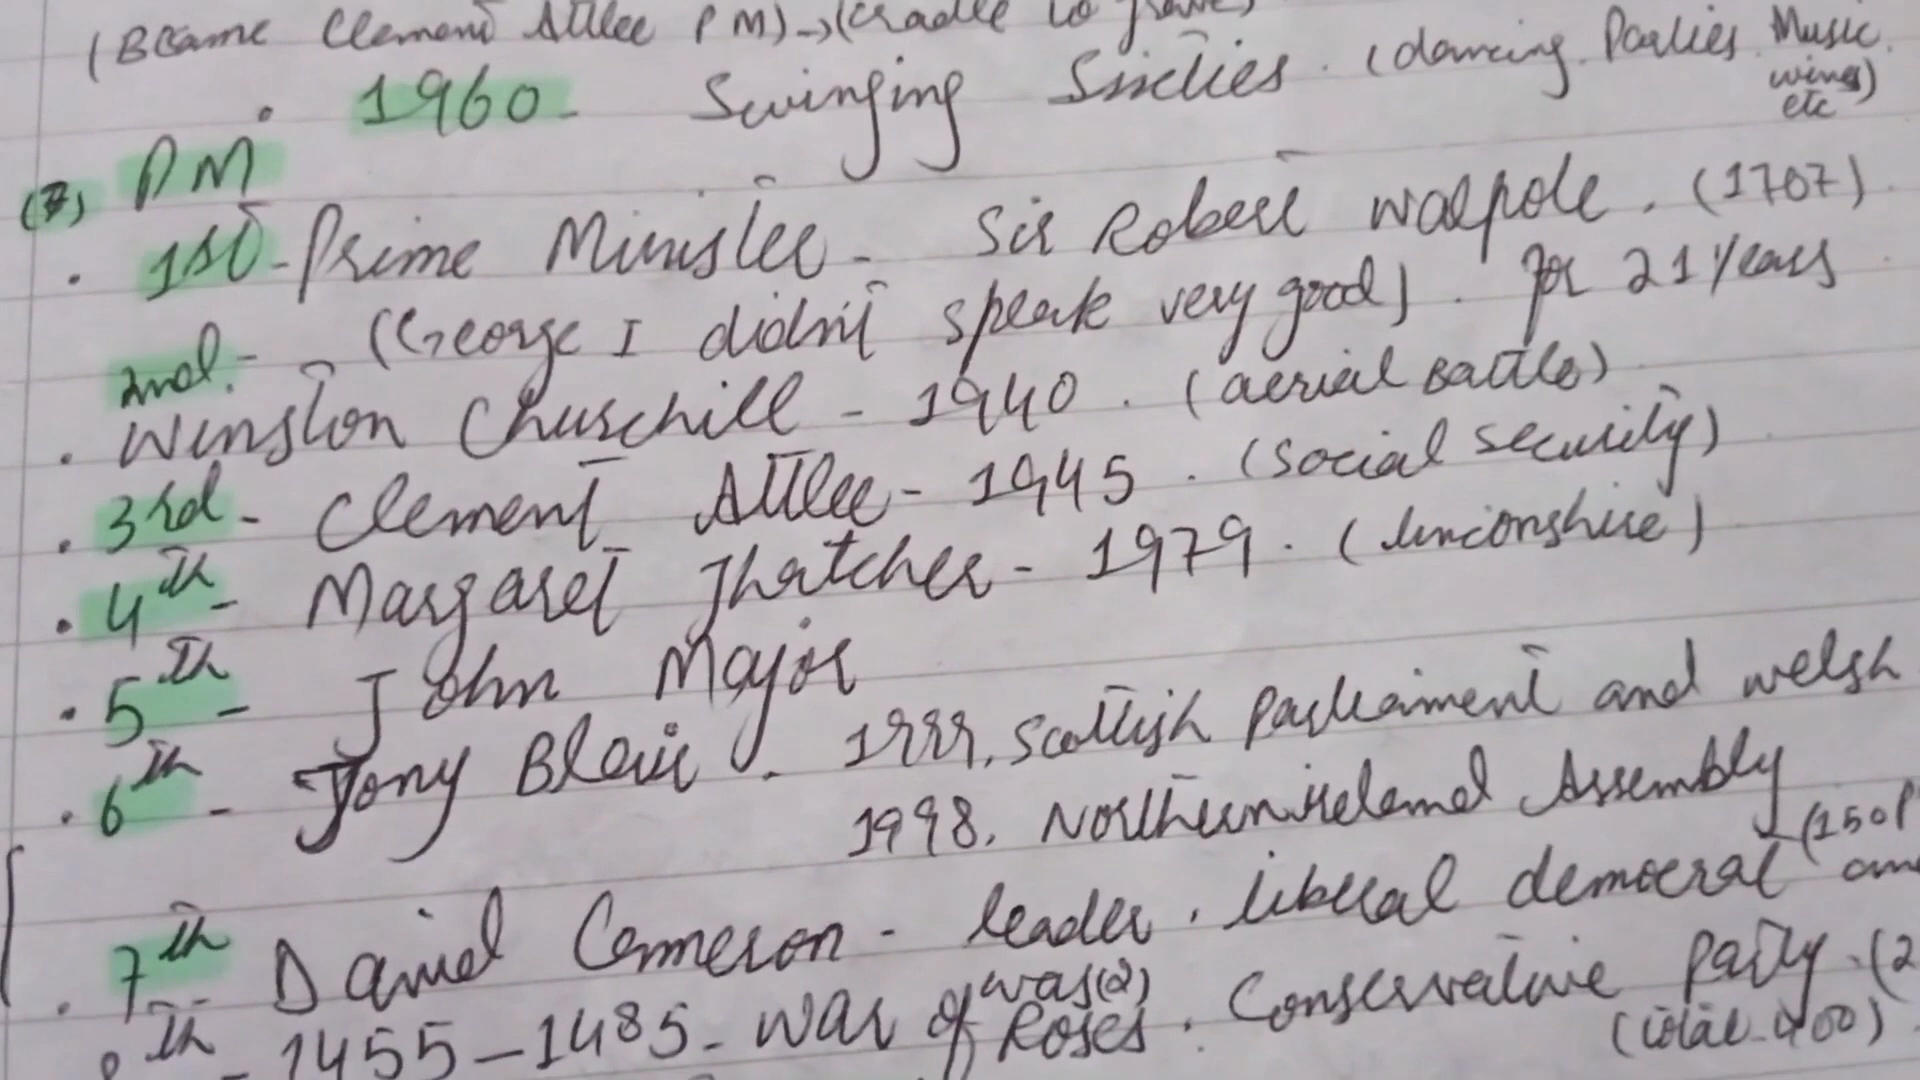 (Became Clement Attlee PM)→(Cradle to grave)
. 1960 - Swinging Sixties. (dancing. Parties. Music.
wines)
etc
(7) PM
. 1st - Prime Minister - Sir Robert Walpole. (1707)
(George I didn't speak very good). for 21 years
2nd. -
. Winston Churchill - 1940. (aerial battle)
. 3rd - Clement Attlee - 1945. (social security)
. 4th - Margaret Thatcher - 1979. (Linconshire)
. 5th - John Major
. 6th - Tony Blair. 1999. Scottish Parliament and welsh
1998. Northern Ireland Assembly
. 7th - David Cameron - leader. liberal democrat
was(2)
1455-1485 - war of Roses. Conservative Party. (2